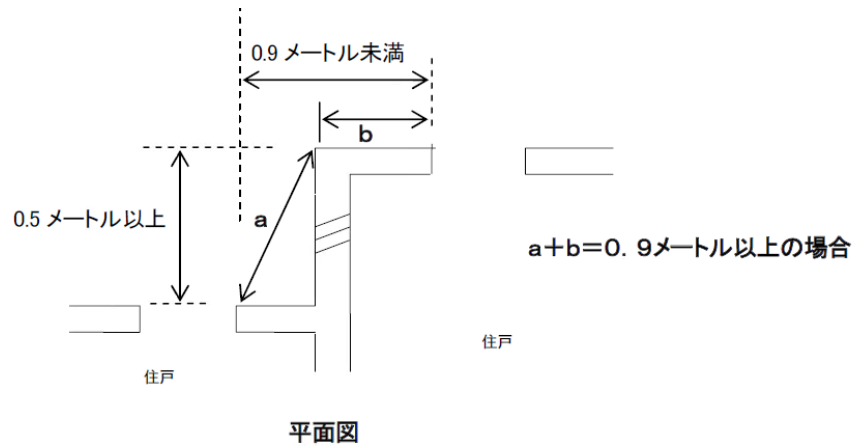 0.9 メートル未満
b
0.5 メートル以上
a
a+b=0. 9メートル以上の場合
住戸
住戸
平面図